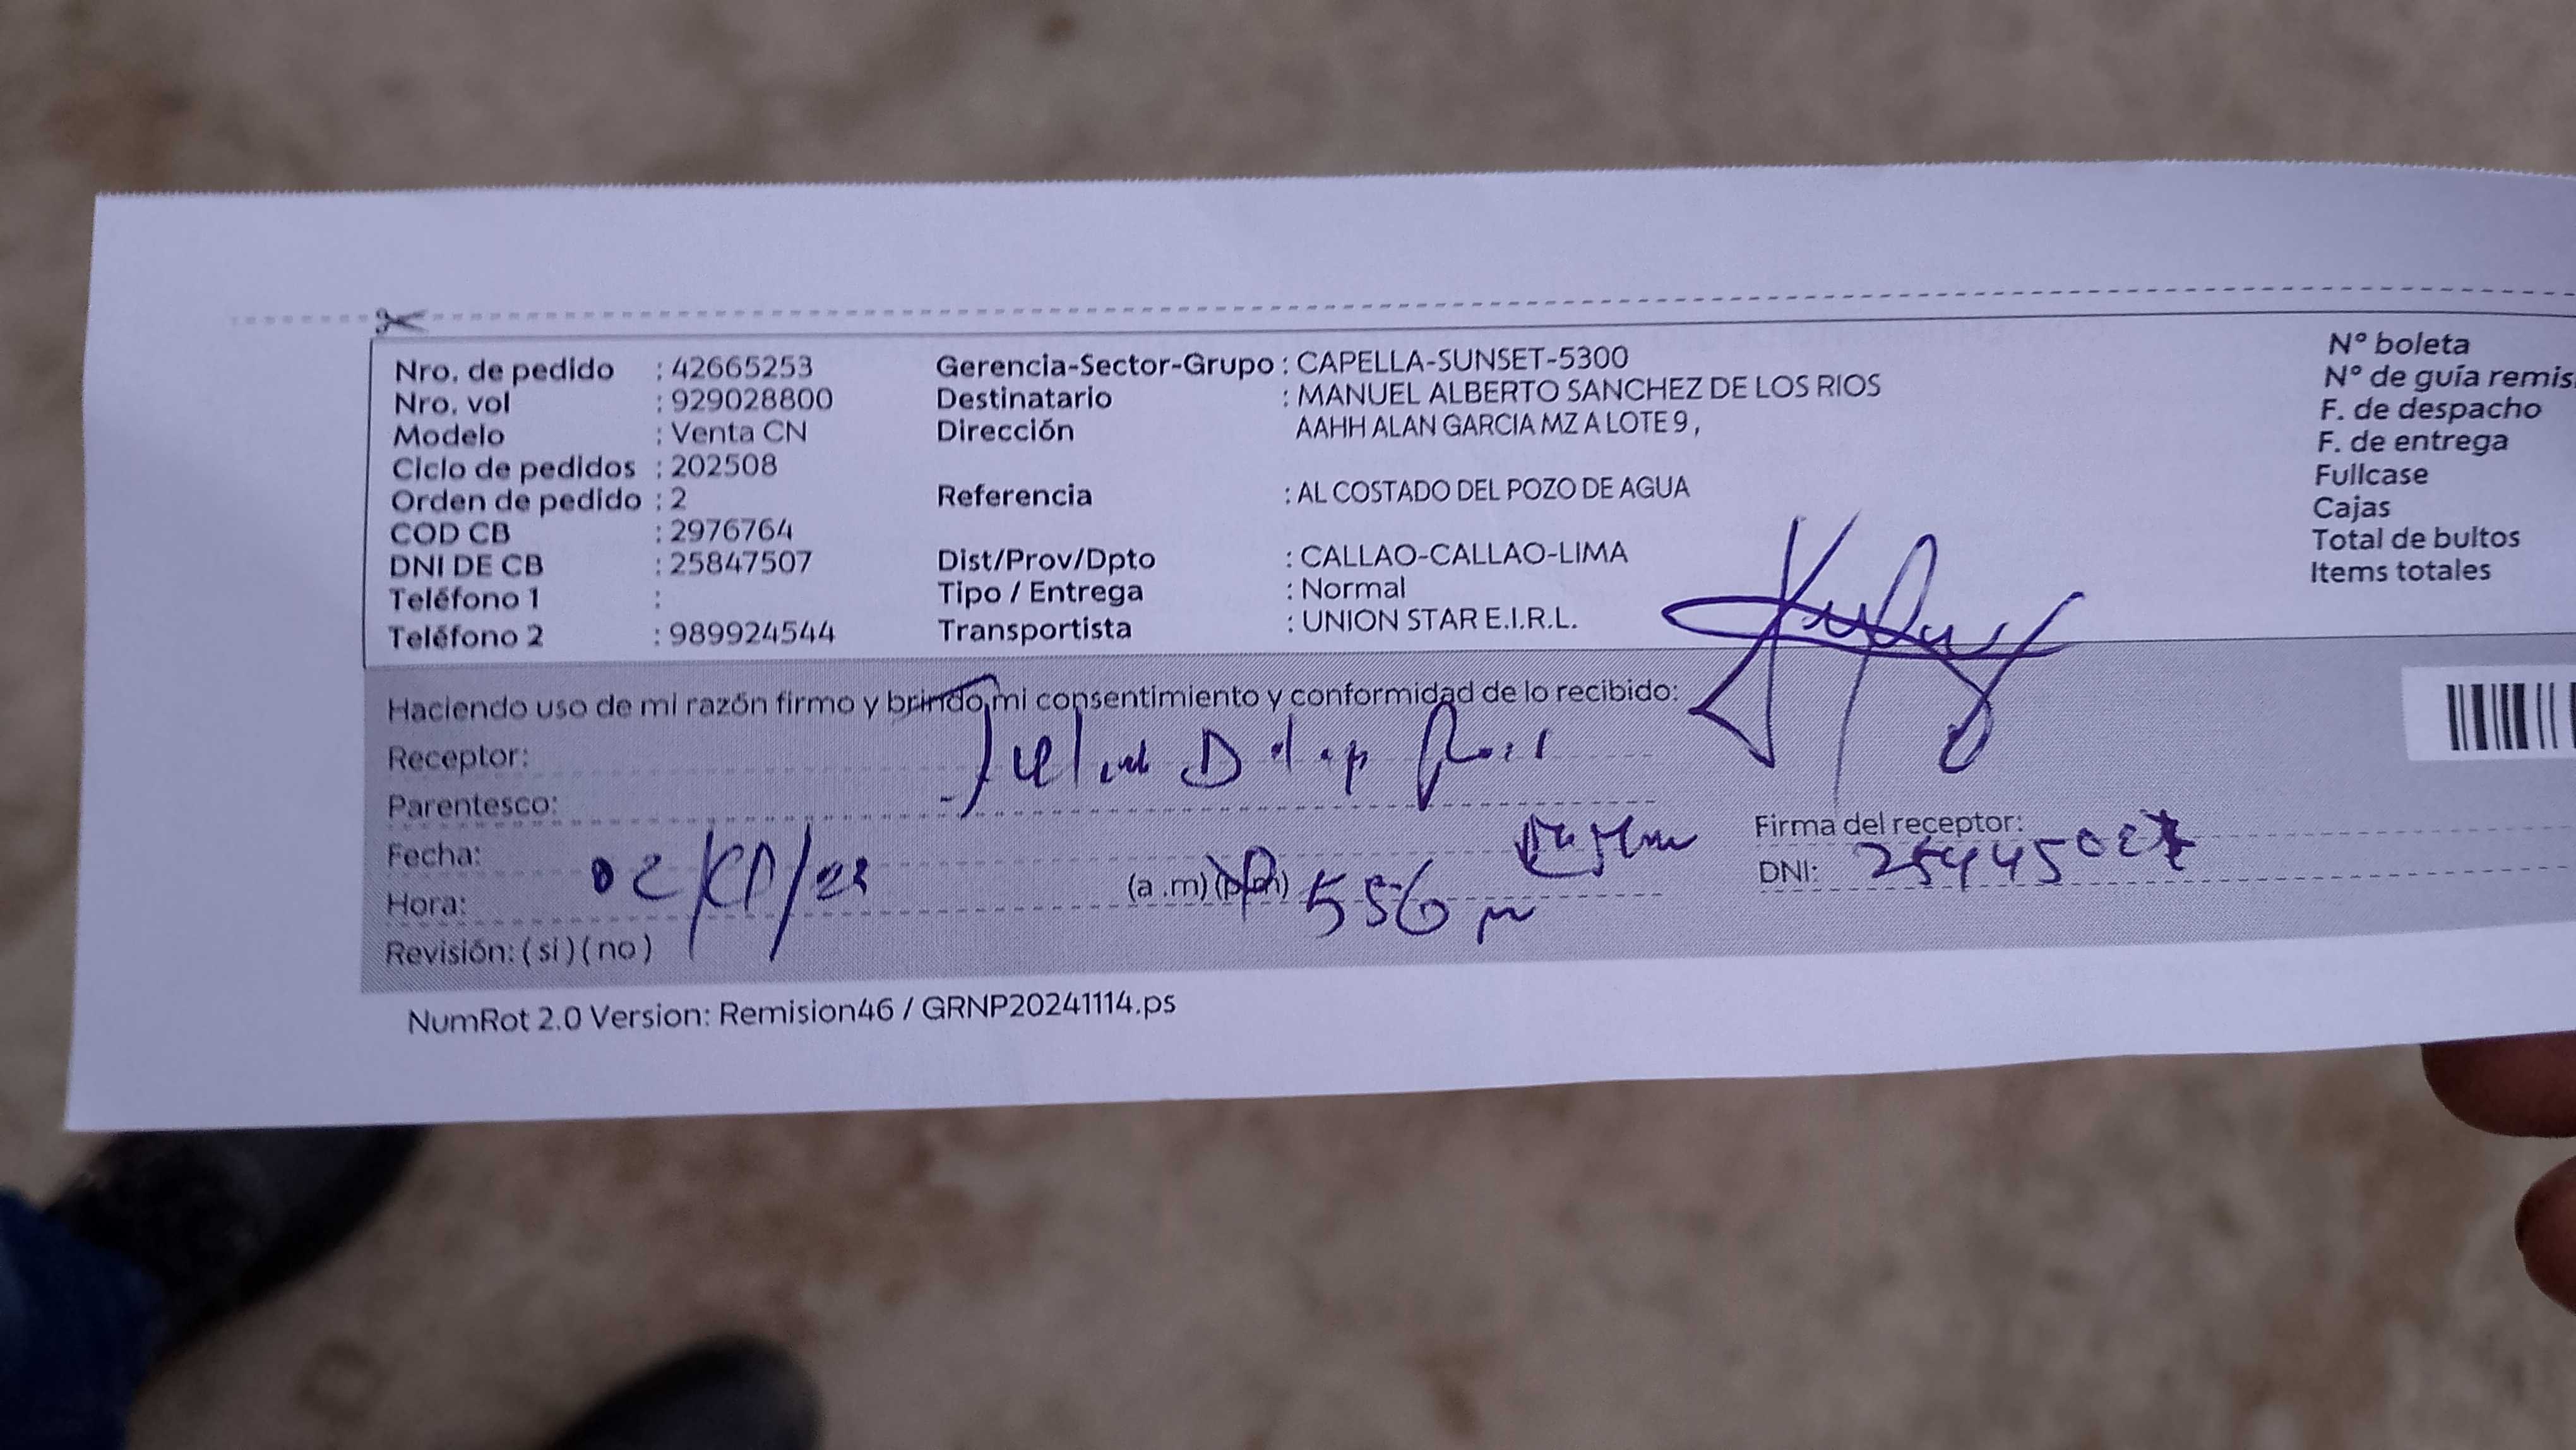 Nro. de pedido : 42665253 Gerencia-Sector-Grupo : CAPELLA-SUNSET-5300 N° boleta
Nro. vol : 929028800 Destinatario : MANUEL ALBERTO SANCHEZ DE LOS RIOS N° de guía remis
Modelo : Venta CN Dirección AAHH ALAN GARCIA MZ A LOTE 9 , F. de despacho
Ciclo de pedidos : 202508 F. de entrega
Orden de pedido : 2 Referencia : AL COSTADO DEL POZO DE AGUA Fullcase
COD CB : 2976764 Cajas
DNI DE CB : 25847507 Dist/Prov/Dpto : CALLAO-CALLAO-LIMA Total de bultos
Teléfono 1 : Tipo / Entrega : Normal Items totales
Teléfono 2 : 989924544 Transportista : UNION STAR E.I.R.L.
Haciendo uso de mi razón firmo y brindo mi consentimiento y conformidad de lo recibido:
Receptor:
Parentesco:
Firma del receptor:
Fecha:
DNI:
Hora: (a .m) (p.m) 556
Revisión: ( si ) ( no )
NumRot 2.0 Version: Remision46 / GRNP20241114.ps